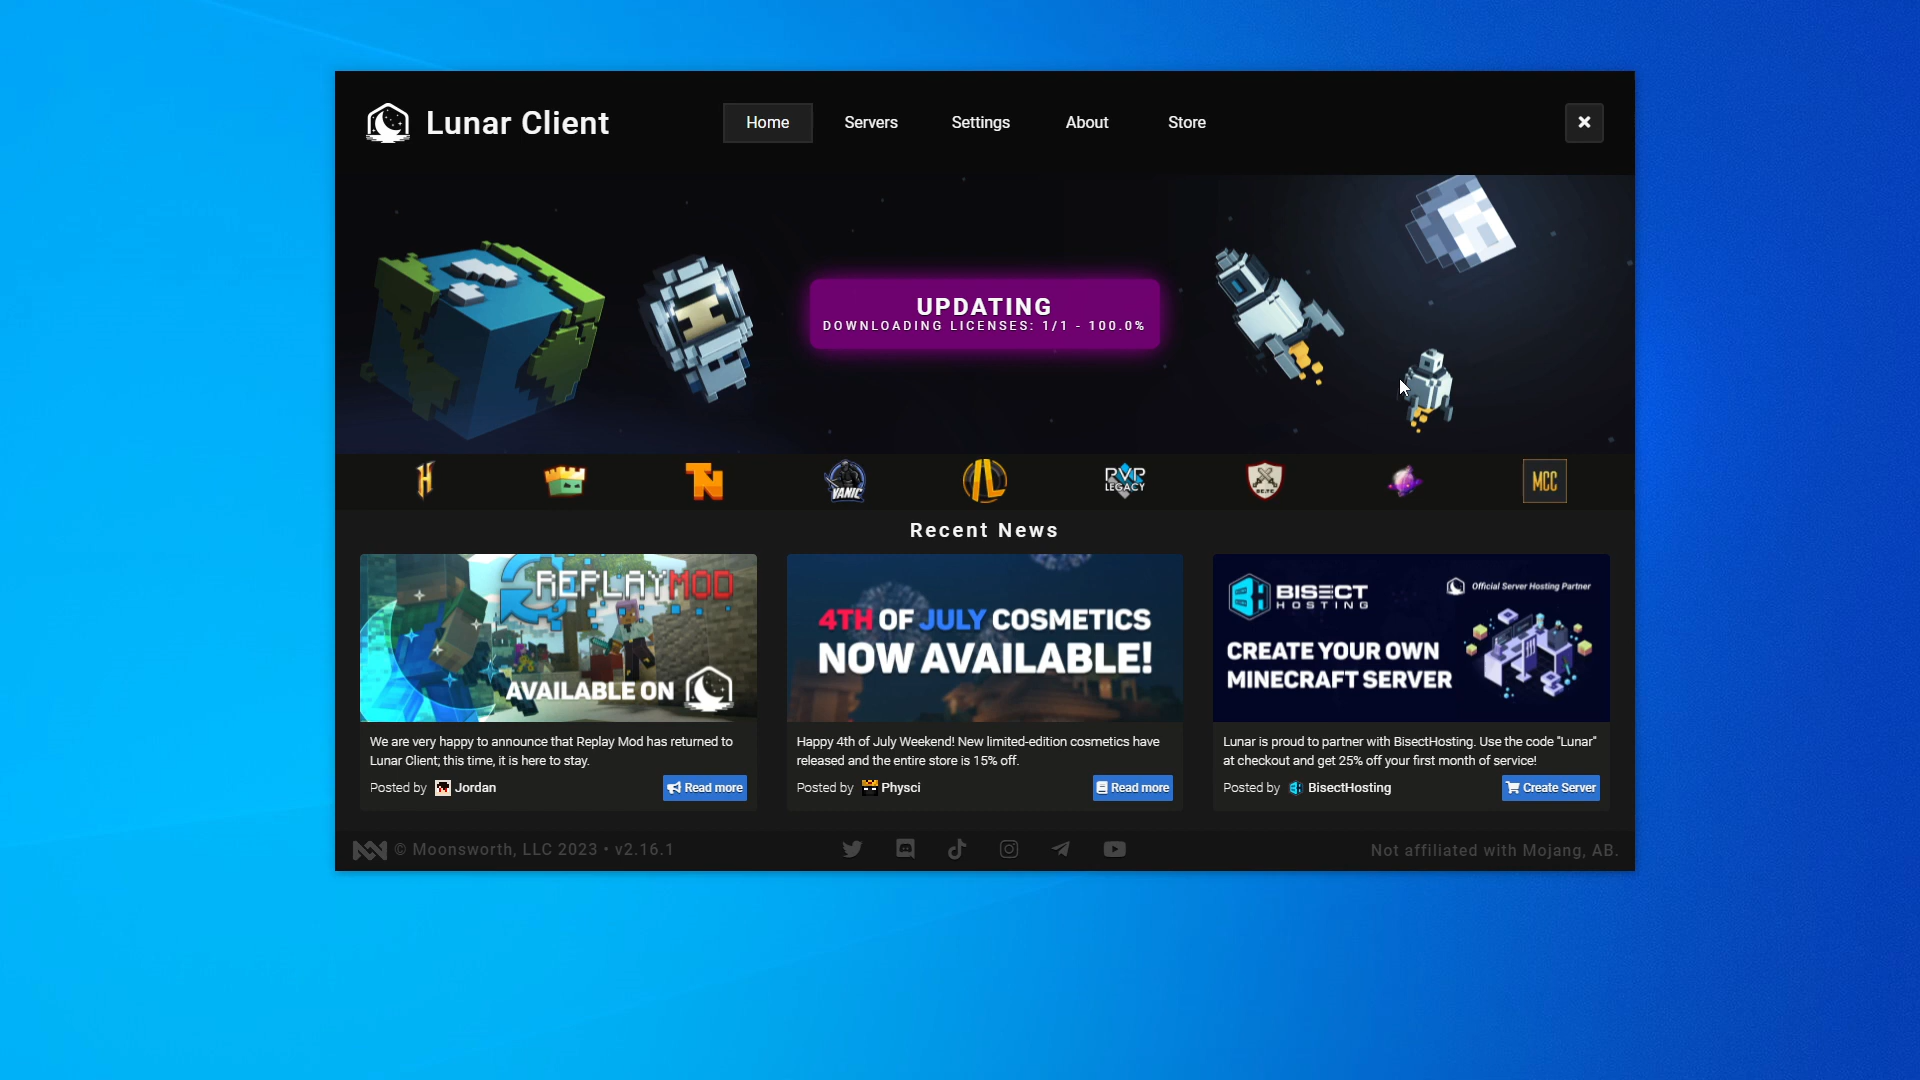 Lunar Client
Home
Servers
Settings
About
Store
UPDATING
DOWNLOADING LICENSES: 1/1 - 100.0%
H
TN
VANIC
PVP
LEGACY
MCC
Recent News
REPLAYMOD
AVAILABLE ON
We are very happy to announce that Replay Mod has returned to
Lunar Client; this time, it is here to stay.
Posted by Jordan
Read more
4TH OF JULY COSMETICS
NOW AVAILABLE!
Happy 4th of July Weekend! New limited-edition cosmetics have
released and the entire store is 15% off.
Posted by Physci
Read more
BISECT
HOSTING
Official Server Hosting Partner
CREATE YOUR OWN
MINECRAFT SERVER
Lunar is proud to partner with BisectHosting. Use the code "Lunar"
at checkout and get 25% off your first month of service!
Posted by BisectHosting
Create Server
© Moonsworth, LLC 2023 • v2.16.1
Not affiliated with Mojang, AB.